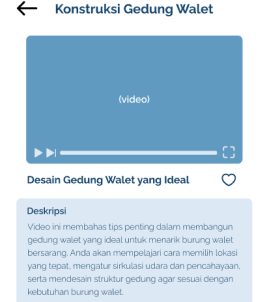 Konstruksi Gedung Walet
(video)
Desain Gedung Walet yang Ideal
Deskripsi
Video ini membahas tips penting dalam membangun
gedung walet yang ideal untuk menarik burung walet
bersarang. Anda akan mempelajari cara memilih lokasi
yang tepat, mengatur sirkulasi udara dan pencahayaan,
serta mendesain struktur gedung agar sesuai dengan
kebutuhan burung walet.